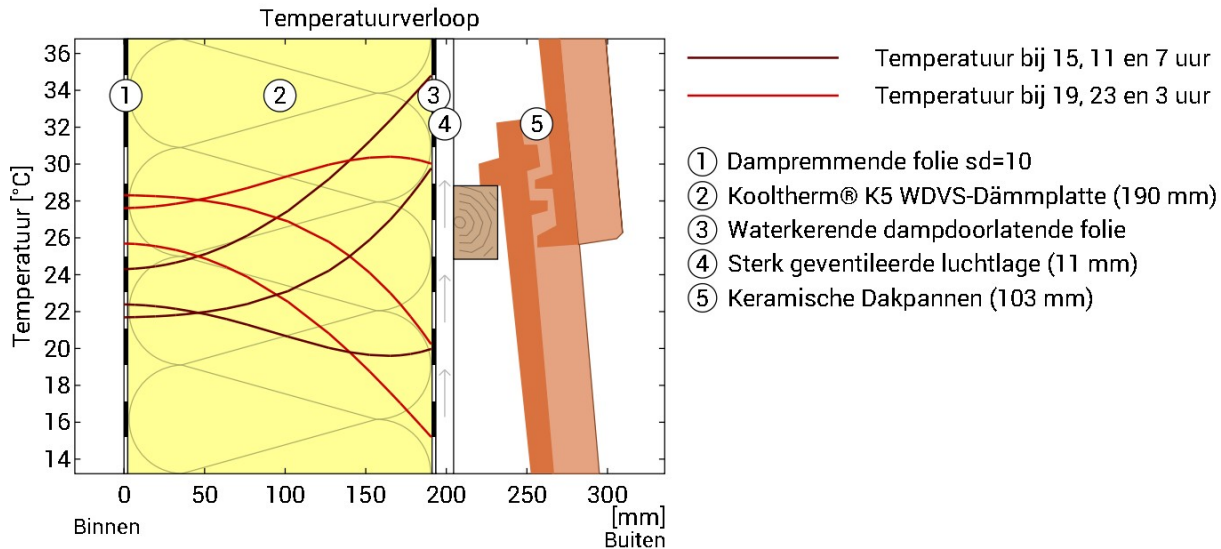 Temperatuurverloop
Temperatuur [°C]
36
34
32
30
28
26
24
22
20
18
16
14
1
2
3
4
5
0
50
100
150
200
250
300
[mm]
Binnen
Buiten
Temperatuur bij 15, 11 en 7 uur
Temperatuur bij 19, 23 en 3 uur
1 Dampremmende folie sd=10
2 Kooltherm® K5 WDVS-Dämmplatte (190 mm)
3 Waterkerende dampdoorlatende folie
4 Sterk geventileerde luchtlage (11 mm)
5 Keramische Dakpannen (103 mm)